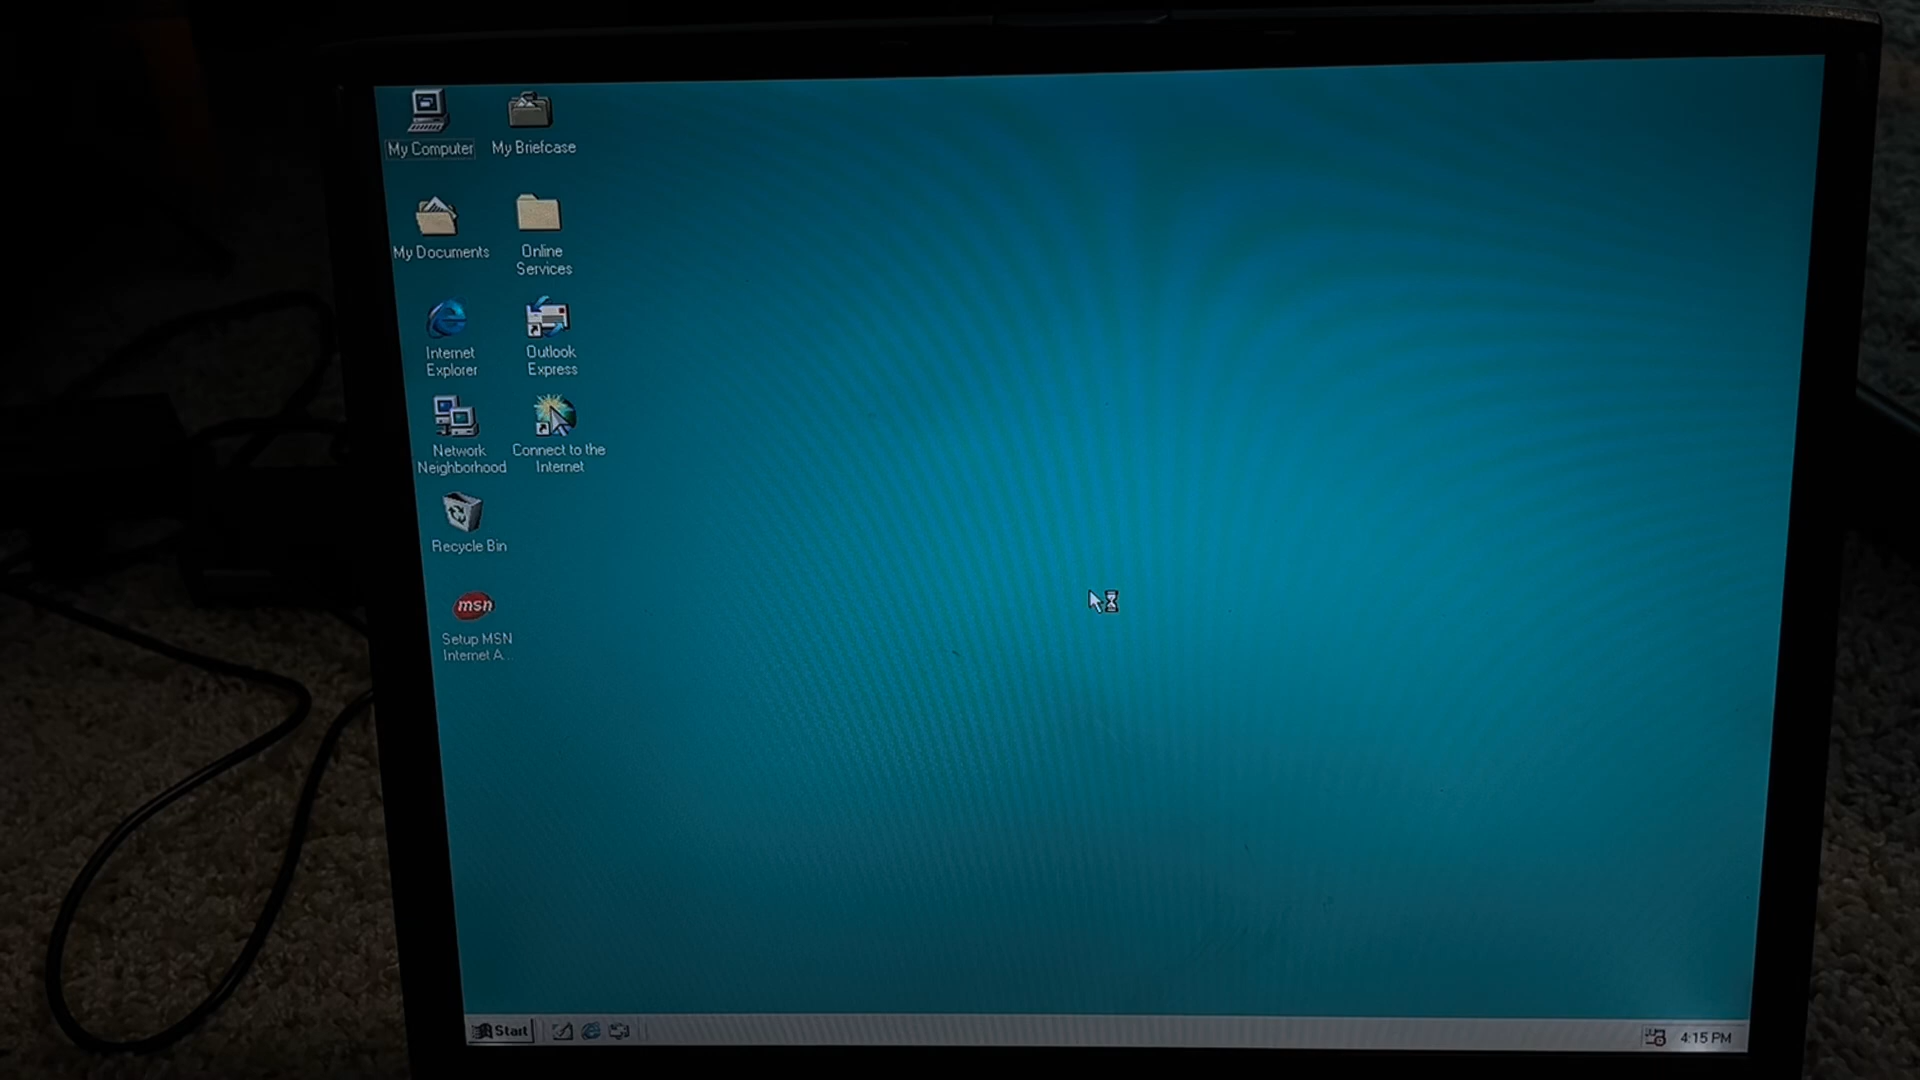 My Computer
My Briefcase
My Documents
Online
Services
Internet
Explorer
Outlook
Express
Network
Neighborhood
Connect to the
Internet
Recycle Bin
msn
Setup MSN
Internet A...
Start
4:15 PM